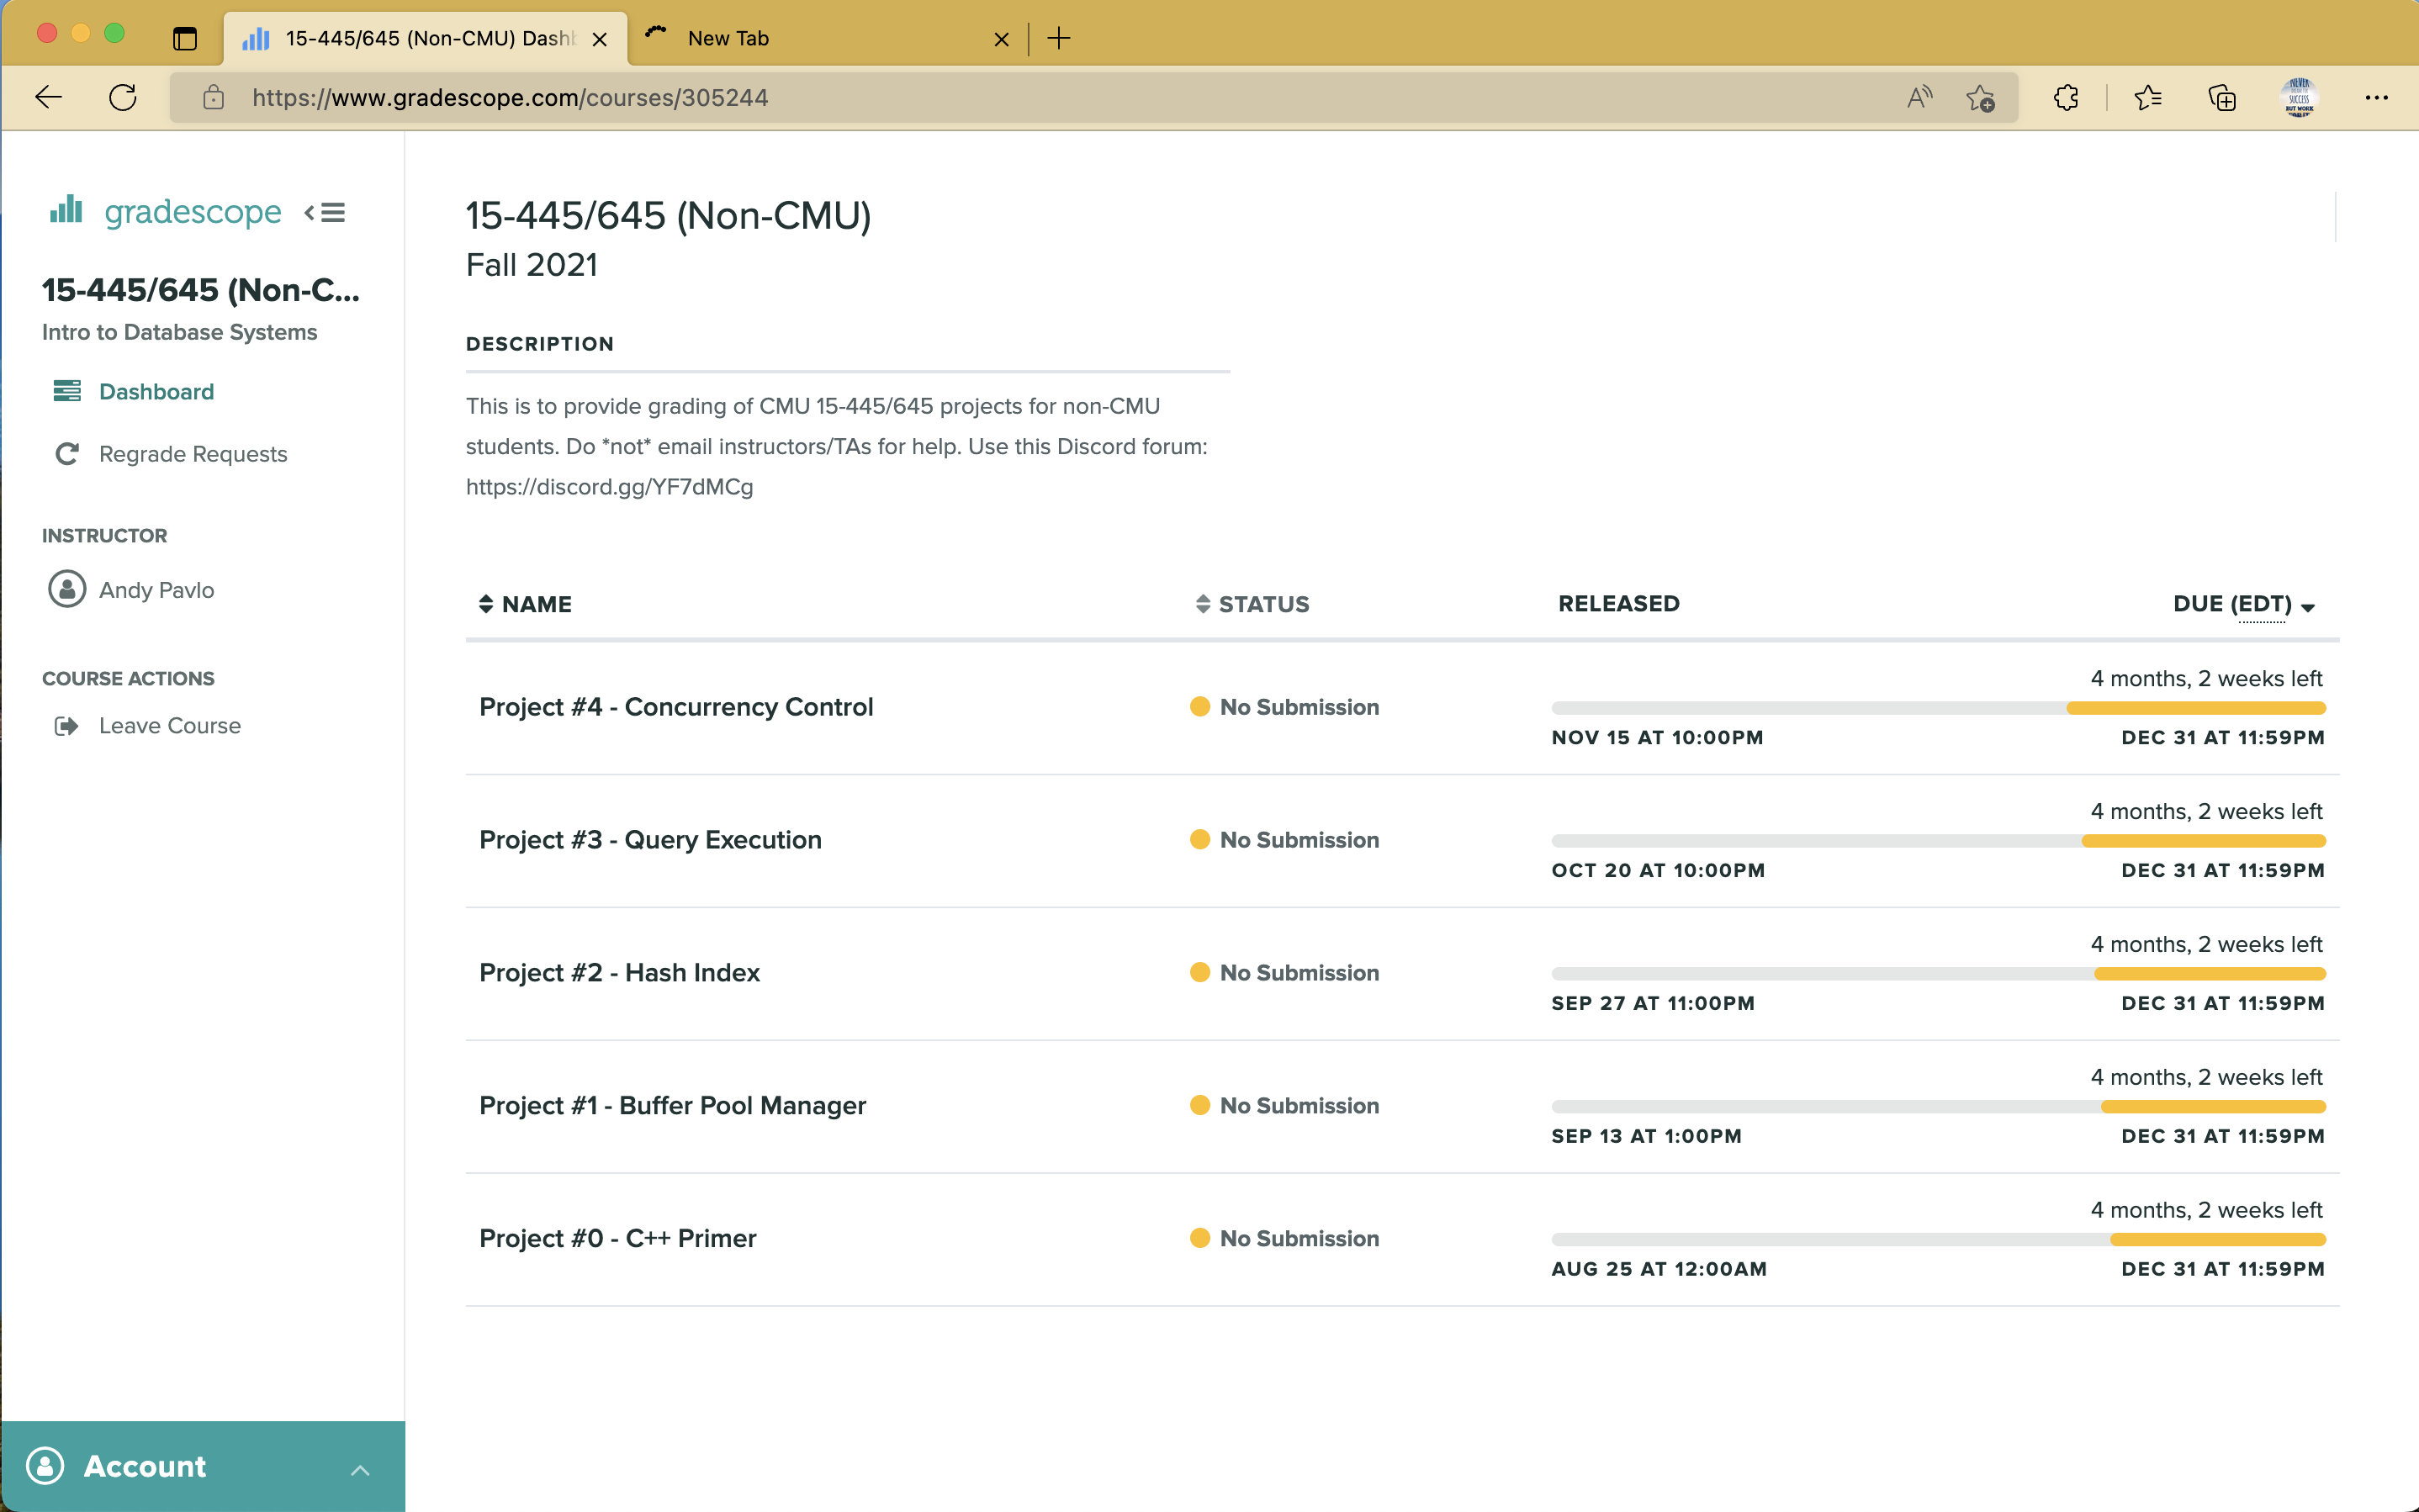 15-445/645 (Non-CMU) Dashb
New Tab
https://www.gradescope.com/courses/305244
gradescope
15-445/645 (Non-C...
Intro to Database Systems
Dashboard
Regrade Requests
INSTRUCTOR
Andy Pavlo
COURSE ACTIONS
Leave Course
Account
15-445/645 (Non-CMU)
Fall 2021
DESCRIPTION
This is to provide grading of CMU 15-445/645 projects for non-CMU
students. Do *not* email instructors/TAs for help. Use this Discord forum:
https://discord.gg/YF7dMCg
NAME STATUS RELEASED DUE (EDT)
4 months, 2 weeks left
Project #4 - Concurrency Control No Submission
NOV 15 AT 10:00PM DEC 31 AT 11:59PM
4 months, 2 weeks left
Project #3 - Query Execution No Submission
OCT 20 AT 10:00PM DEC 31 AT 11:59PM
4 months, 2 weeks left
Project #2 - Hash Index No Submission
SEP 27 AT 11:00PM DEC 31 AT 11:59PM
4 months, 2 weeks left
Project #1 - Buffer Pool Manager No Submission
SEP 13 AT 1:00PM DEC 31 AT 11:59PM
4 months, 2 weeks left
Project #0 - C++ Primer No Submission
AUG 25 AT 12:00AM DEC 31 AT 11:59PM